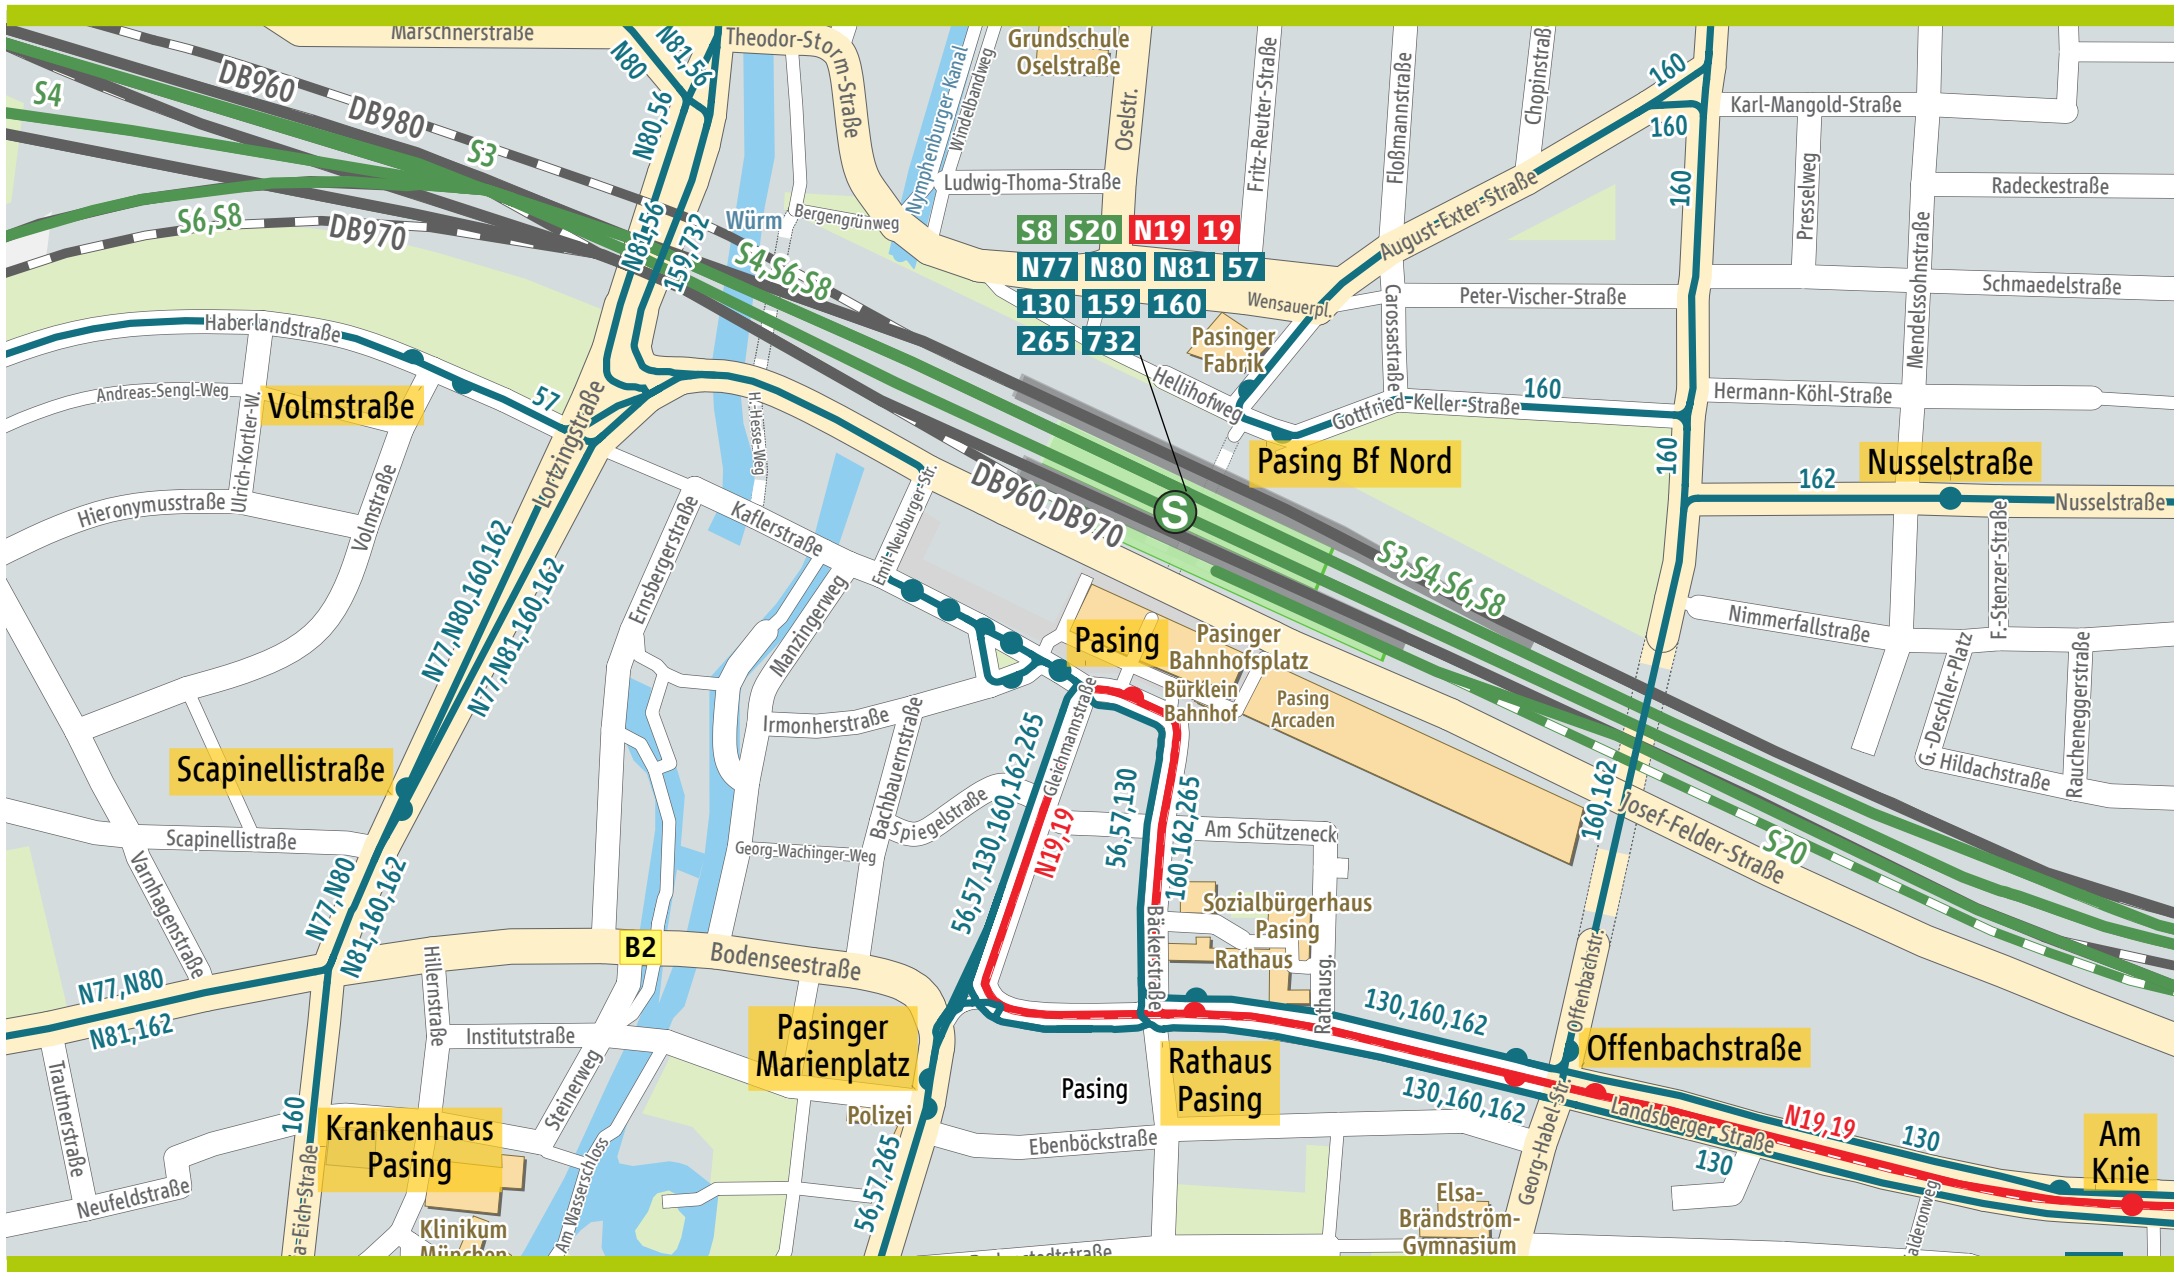 Marschnerstraße
N80
N81,56
Theodor-Storm-Straße
Grundschule
Oselstraße
Nymphenburger-Kanal
Windelbandweg
Oselstr.
Fritz-Reuter-Straße
Floßmannstraße
160
160
Karl-Mangold-Straße
DB960
DB980
S4
S3
N80,56
Ludwig-Thoma-Straße
160
Presselweg
Radeckestraße
S6,S8
DB970
N81,56
159,732
Würm
Bergengrünweg
S4,S6,S8
S8 S20 N19 19
N77 N80 N81 57
130 159 160
265 732
August-Exter-Straße
Wensauerpl.
Peter-Vischer-Straße
Schmaedelstraße
Mendelssohnstraße
Carossastraße
Haberlandstraße
Pasinger
Fabrik
Hellihofweg
Andreas-Sengl-Weg
Volmstraße
57
Gottfried-Keller-Straße
160
Hermann-Köhl-Straße
Ulrich-Kortler-W.
Lortzingstraße
H.-Hesse-Weg
Pasing Bf Nord
160
Nusselstraße
162
Nusselstraße
Hieronymusstraße
Volmstraße
DB960,DB970
S
Kaflerstraße
Emil-Neuburger-Str.
Ernsbergerstraße
Manzingerweg
N77,N80,160,162
N77,N81,160,162
S3,S4,S6,S8
F.-Stenzer-Straße
Nimmerfallstraße
G.-Deschler-Platz
Raucheneggerstraße
Hildachstraße
Pasing
Pasinger
Bahnhofsplatz
Bürklein
Bahnhof
Pasing
Arcaden
Irmonherstraße
Bachbauernstraße
Gleichmannstraße
Scapinellistraße
Scapinellistraße
Spiegelstraße
Georg-Wachinger-Weg
56,57,130,160,162,265
N19,19
56,57,130
160,162,265
Am Schützeneck
160,162
Josef-Felder-Straße
S20
Varnhagenstraße
N77,N80
N81,160,162
Sozialbürgerhaus
Pasing
Rathaus
Bäckerstraße
Rathausg.
Offenbachstr.
B2
Bodenseestraße
Hillernstraße
N77,N80
N81,162
Institutstraße
Steinerweg
Pasinger
Marienplatz
Rathaus
Pasing
Pasing
130,160,162
130,160,162
Offenbachstraße
Trautnerstraße
160
Krankenhaus
Pasing
Polizei
Ebenböckstraße
Georg-Habel-Str.
Landsberger Straße
N19,19
130
130
Am
Knie
Neufeldstraße
Klinikum
München
Am Wasserschloss
56,57,265
Elsa-
Brändström-
Gymnasium